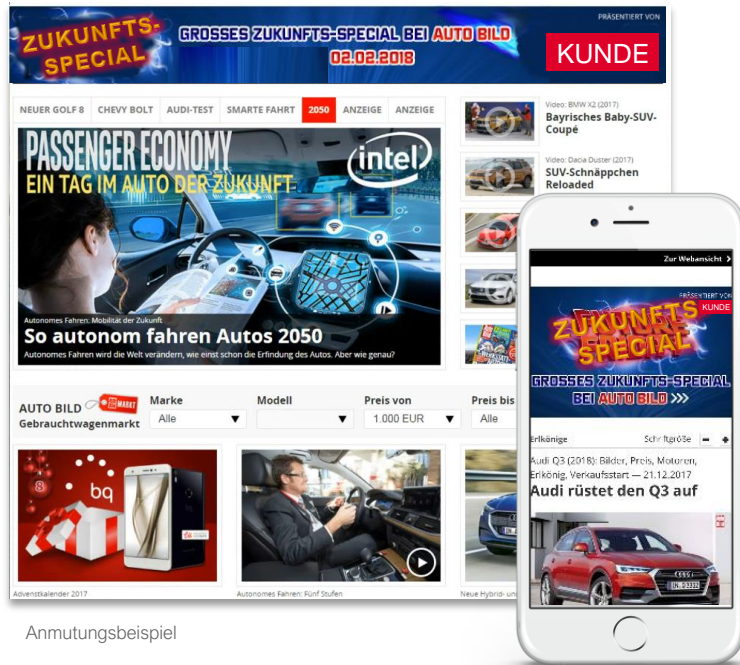 ZUKUNFTS-
SPECIAL
GROSSES ZUKUNFTS-SPECIAL BEI AUTO BILD
02.02.2018
PRÄSENTIERT VON
KUNDE
NEUER GOLF 8 CHEVY BOLT AUDI-TEST SMARTE FAHRT 2050 ANZEIGE ANZEIGE
PASSENGER ECONOMY
EIN TAG IM AUTO DER ZUKUNFT
intel
Autonomes Fahren: Mobilität der Zukunft
So autonom fahren Autos 2050
Autonomes Fahren wird die Welt verändern, wie einst schon die Erfindung des Autos. Aber wie genau?
Video: BMW X2 (2017)
Bayrisches Baby-SUV-
Coupé
Video: Dacia Duster (2017)
SUV-Schnäppchen
Reloaded
AUTO BILD MARKT
Gebrauchtwagenmarkt
Marke Modell Preis von Preis bis
Alle 1.000 EUR Alle
8
bq
Adventskalender 2017
Autonomes Fahren: Fünf Stufen
Neue Hybrid- un
Zur Webansicht
PRÄSENTIERT VON
KUNDE
ZUKUNFTS
SPECIAL
GROSSES ZUKUNFTS-SPECIAL
BEI AUTO BILD >>>
Erlkönige Schriftgröße
Audi Q3 (2018): Bilder, Preis, Motoren,
Erlkönig, Verkaufsstart — 21.12.2017
Audi rüstet den Q3 auf
Anmutungsbeispiel